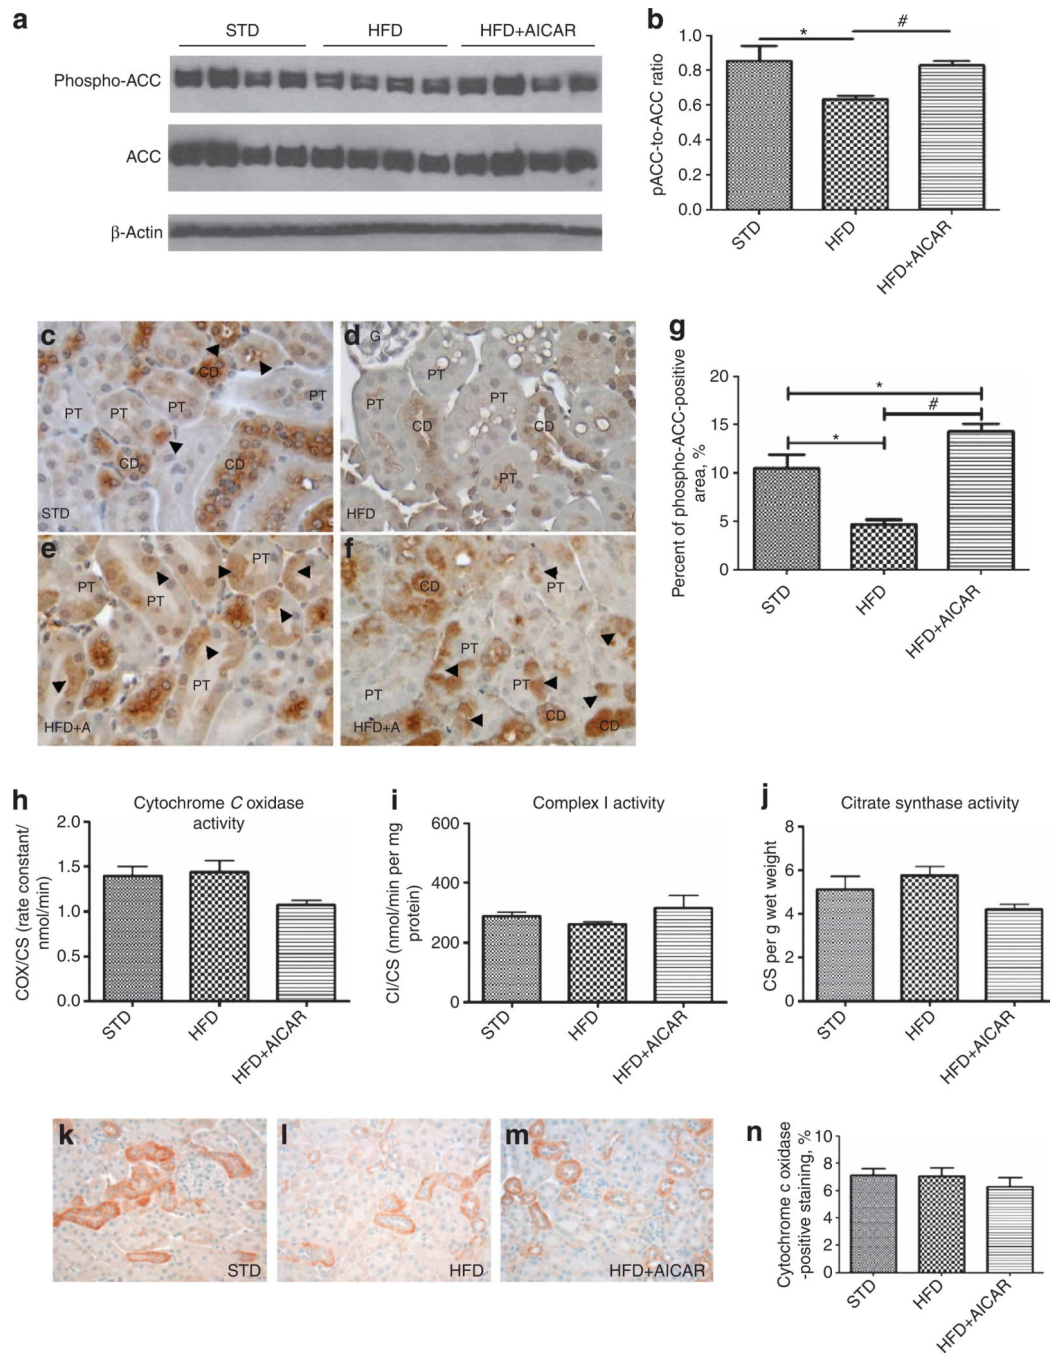 a
STD HFD HFD+AICAR
Phospho-ACC
ACC
β-Actin
b
* #
pACC-to-ACC ratio
1.0
0.8
0.6
0.4
0.2
0.0
STD HFD HFD+AICAR
c
CD
PT PT PT PT
CD CD
STD
d
G
PT
PT PT
CD CD
PT
HFD
e
PT
PT PT
PT
HFD+A
f
CD PT
PT
PT PT
CD CD
HFD+A
g
Percent of phospho-ACC-positive
area, %
20
15
10
5
0
*
#
*
STD HFD HFD+AICAR
h
Cytochrome C oxidase
activity
COX/CS (rate constant/
nmol/min)
2.0
1.5
1.0
0.5
0.0
STD HFD HFD+AICAR
i
Complex I activity
CI/CS (nmol/min per mg
protein)
600
400
200
0
STD HFD HFD+AICAR
j
Citrate synthase activity
CS per g wet weight
8
6
4
2
0
STD HFD HFD+AICAR
k
STD
l
HFD
m
HFD+AICAR
n
Cytochrome c oxidase
-positive staining, %
10
8
6
4
2
0
STD HFD HFD+AICAR